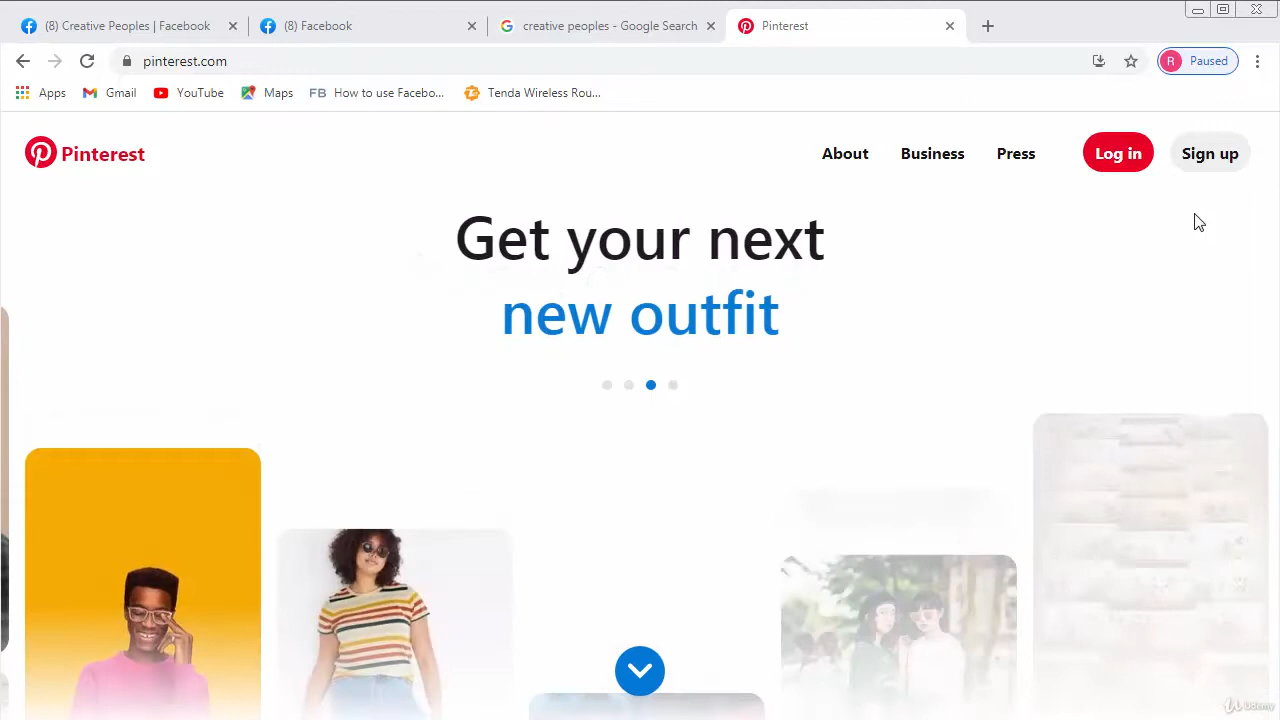 (8) Creative Peoples | Facebook
(8) Facebook
creative peoples - Google Search
Pinterest
pinterest.com
R Paused
Apps
Gmail
YouTube
Maps
FB How to use Facebo...
Tenda Wireless Rou...
Pinterest
About
Business
Press
Log in
Sign up
Get your next
new outfit
Udemy